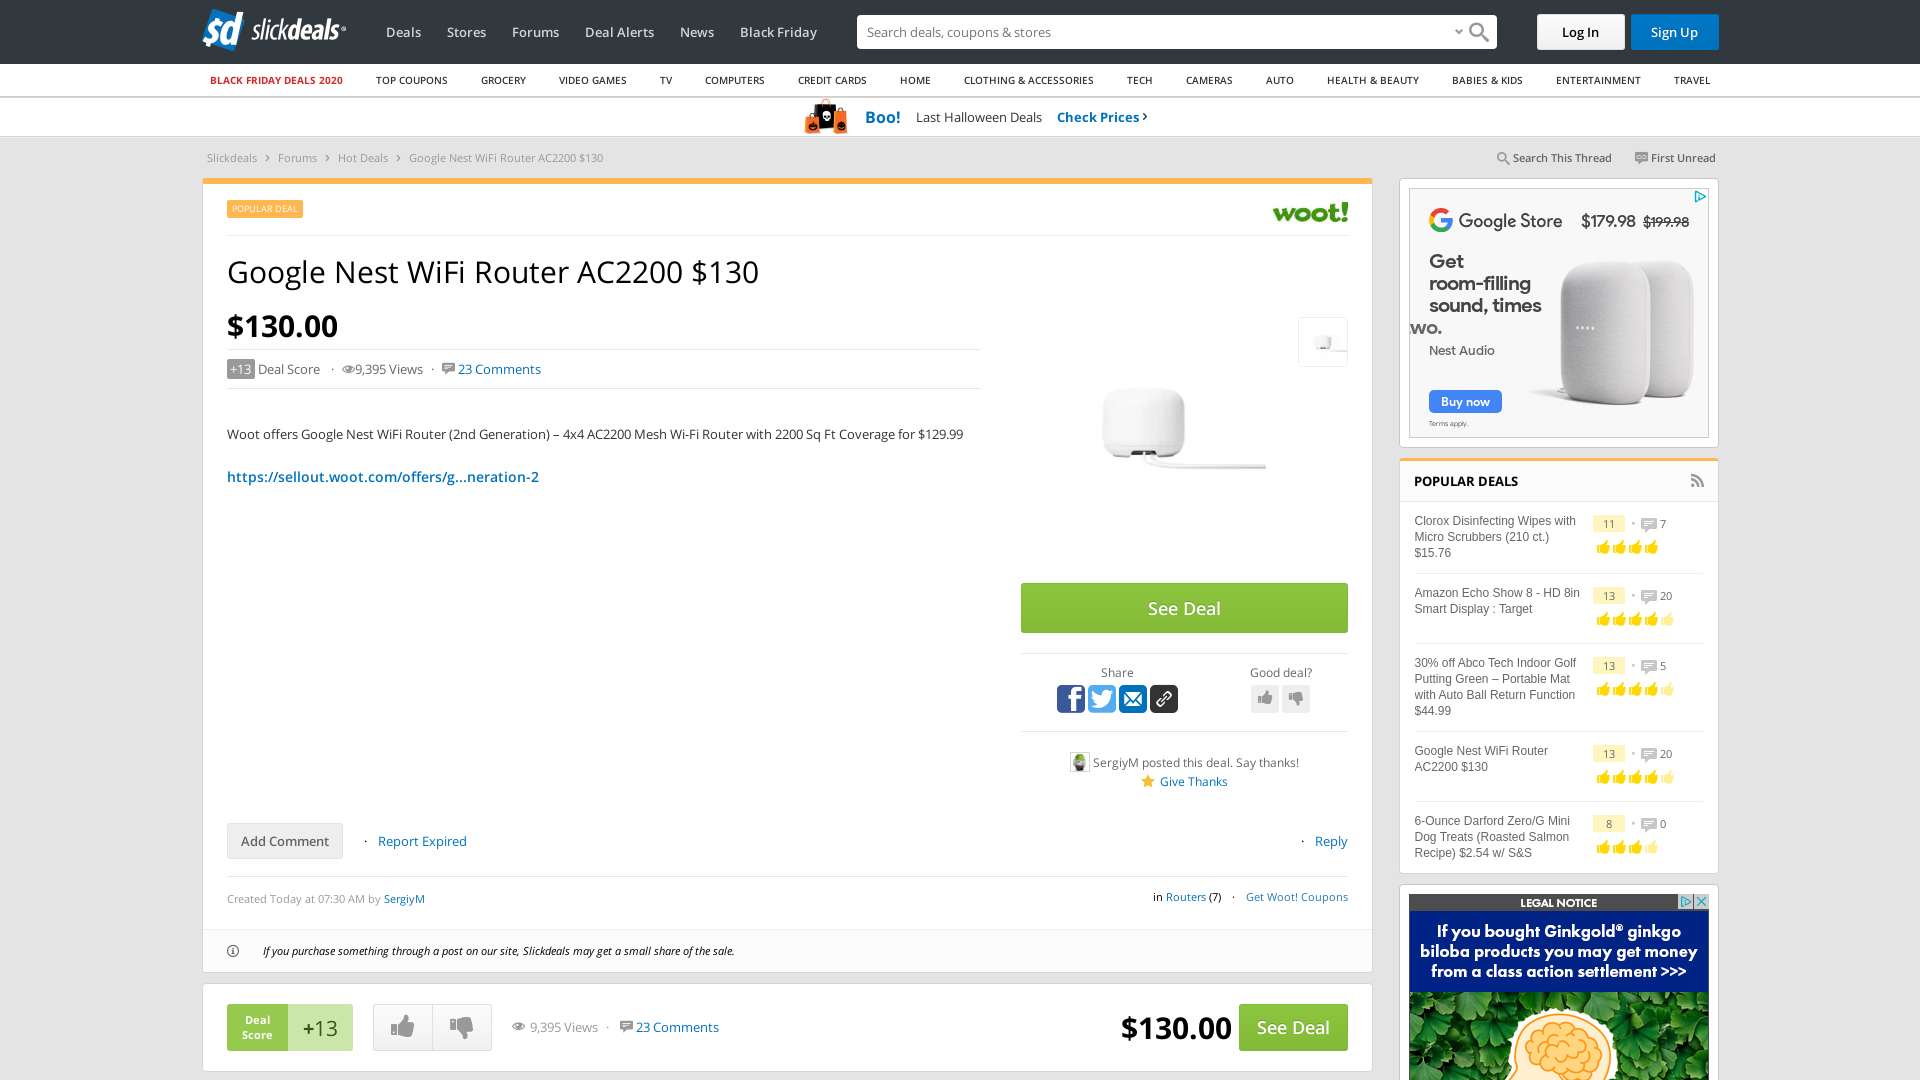 sd slickdeals
Deals
Stores
Forums
Deal Alerts
News
Black Friday
Search deals, coupons & stores
Log In
Sign Up
BLACK FRIDAY DEALS 2020
TOP COUPONS
GROCERY
VIDEO GAMES
TV
COMPUTERS
CREDIT CARDS
HOME
CLOTHING & ACCESSORIES
TECH
CAMERAS
AUTO
HEALTH & BEAUTY
BABIES & KIDS
ENTERTAINMENT
TRAVEL
Boo! Last Halloween Deals Check Prices ›
Slickdeals › Forums › Hot Deals › Google Nest WiFi Router AC2200 $130
Search This Thread
First Unread
POPULAR DEAL
woot!
Google Nest WiFi Router AC2200 $130
$130.00
+13 Deal Score · 9,395 Views · 23 Comments
Woot offers Google Nest WiFi Router (2nd Generation) – 4x4 AC2200 Mesh Wi-Fi Router with 2200 Sq Ft Coverage for $129.99
https://sellout.woot.com/offers/g...neration-2
See Deal
Share
Good deal?
SergiyM posted this deal. Say thanks!
Give Thanks
Add Comment
· Report Expired
· Reply
Created Today at 07:30 AM by SergiyM
in Routers (7) · Get Woot! Coupons
If you purchase something through a post on our site, Slickdeals may get a small share of the sale.
Deal
Score
+13
9,395 Views · 23 Comments
$130.00
See Deal
Google Store
$179.98 $199.98
Get
room-filling
sound, times
wo.
Nest Audio
Buy now
Terms apply.
POPULAR DEALS
Clorox Disinfecting Wipes with
Micro Scrubbers (210 ct.)
$15.76
11 • 7
Amazon Echo Show 8 - HD 8in
Smart Display : Target
13 • 20
30% off Abco Tech Indoor Golf
Putting Green – Portable Mat
with Auto Ball Return Function
$44.99
13 • 5
Google Nest WiFi Router
AC2200 $130
13 • 20
6-Ounce Darford Zero/G Mini
Dog Treats (Roasted Salmon
Recipe) $2.54 w/ S&S
8 • 0
LEGAL NOTICE
If you bought Ginkgold® ginkgo
biloba products you may get money
from a class action settlement >>>